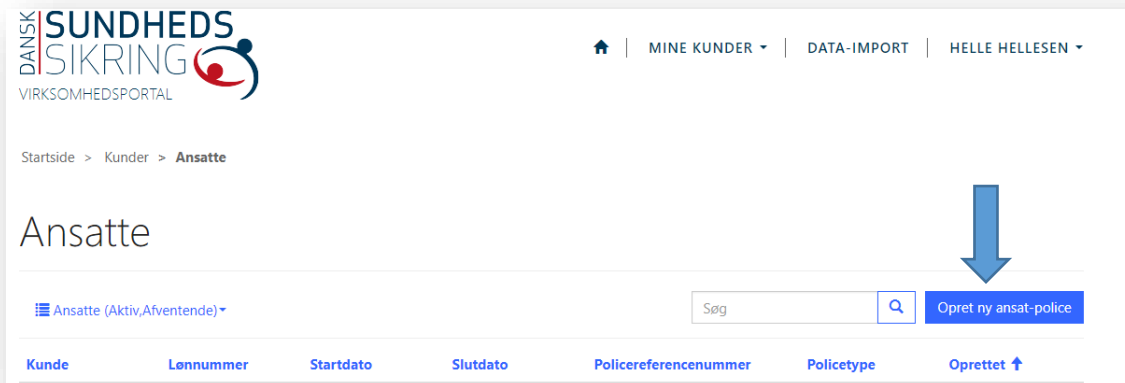 DANSK
SUNDHEDS
SIKRING
VIRKSOMHEDSPORTAL
MINE KUNDER
DATA-IMPORT
HELLE HELLESEN
Startside > Kunder > Ansatte
Ansatte
Ansatte (Aktiv,Afventende)
Søg
Opret ny ansat-police
Kunde Lønnummer Startdato Slutdato Policereferencenummer Policetype Oprettet